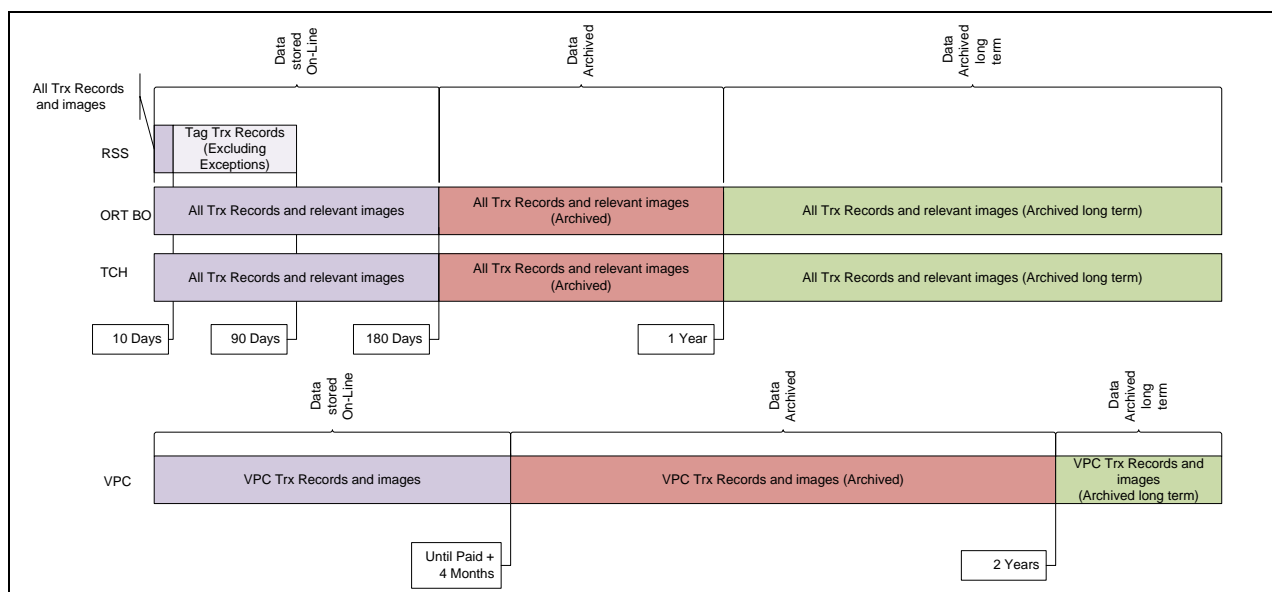 Data
stored
On-Line
Data
Archived
Data
Archived
long
term
All Trx Records
and images
RSS
Tag Trx Records
(Excluding
Exceptions)
ORT BO
All Trx Records and relevant images
All Trx Records and relevant images
(Archived)
All Trx Records and relevant images (Archived long term)
TCH
All Trx Records and relevant images
All Trx Records and relevant images
(Archived)
All Trx Records and relevant images (Archived long term)
10 Days
90 Days
180 Days
1 Year
Data
stored
On-Line
Data
Archived
Data
Archived
long
term
VPC
VPC Trx Records and images
VPC Trx Records and images (Archived)
VPC Trx Records and
images
(Archived long term)
Until Paid +
4 Months
2 Years